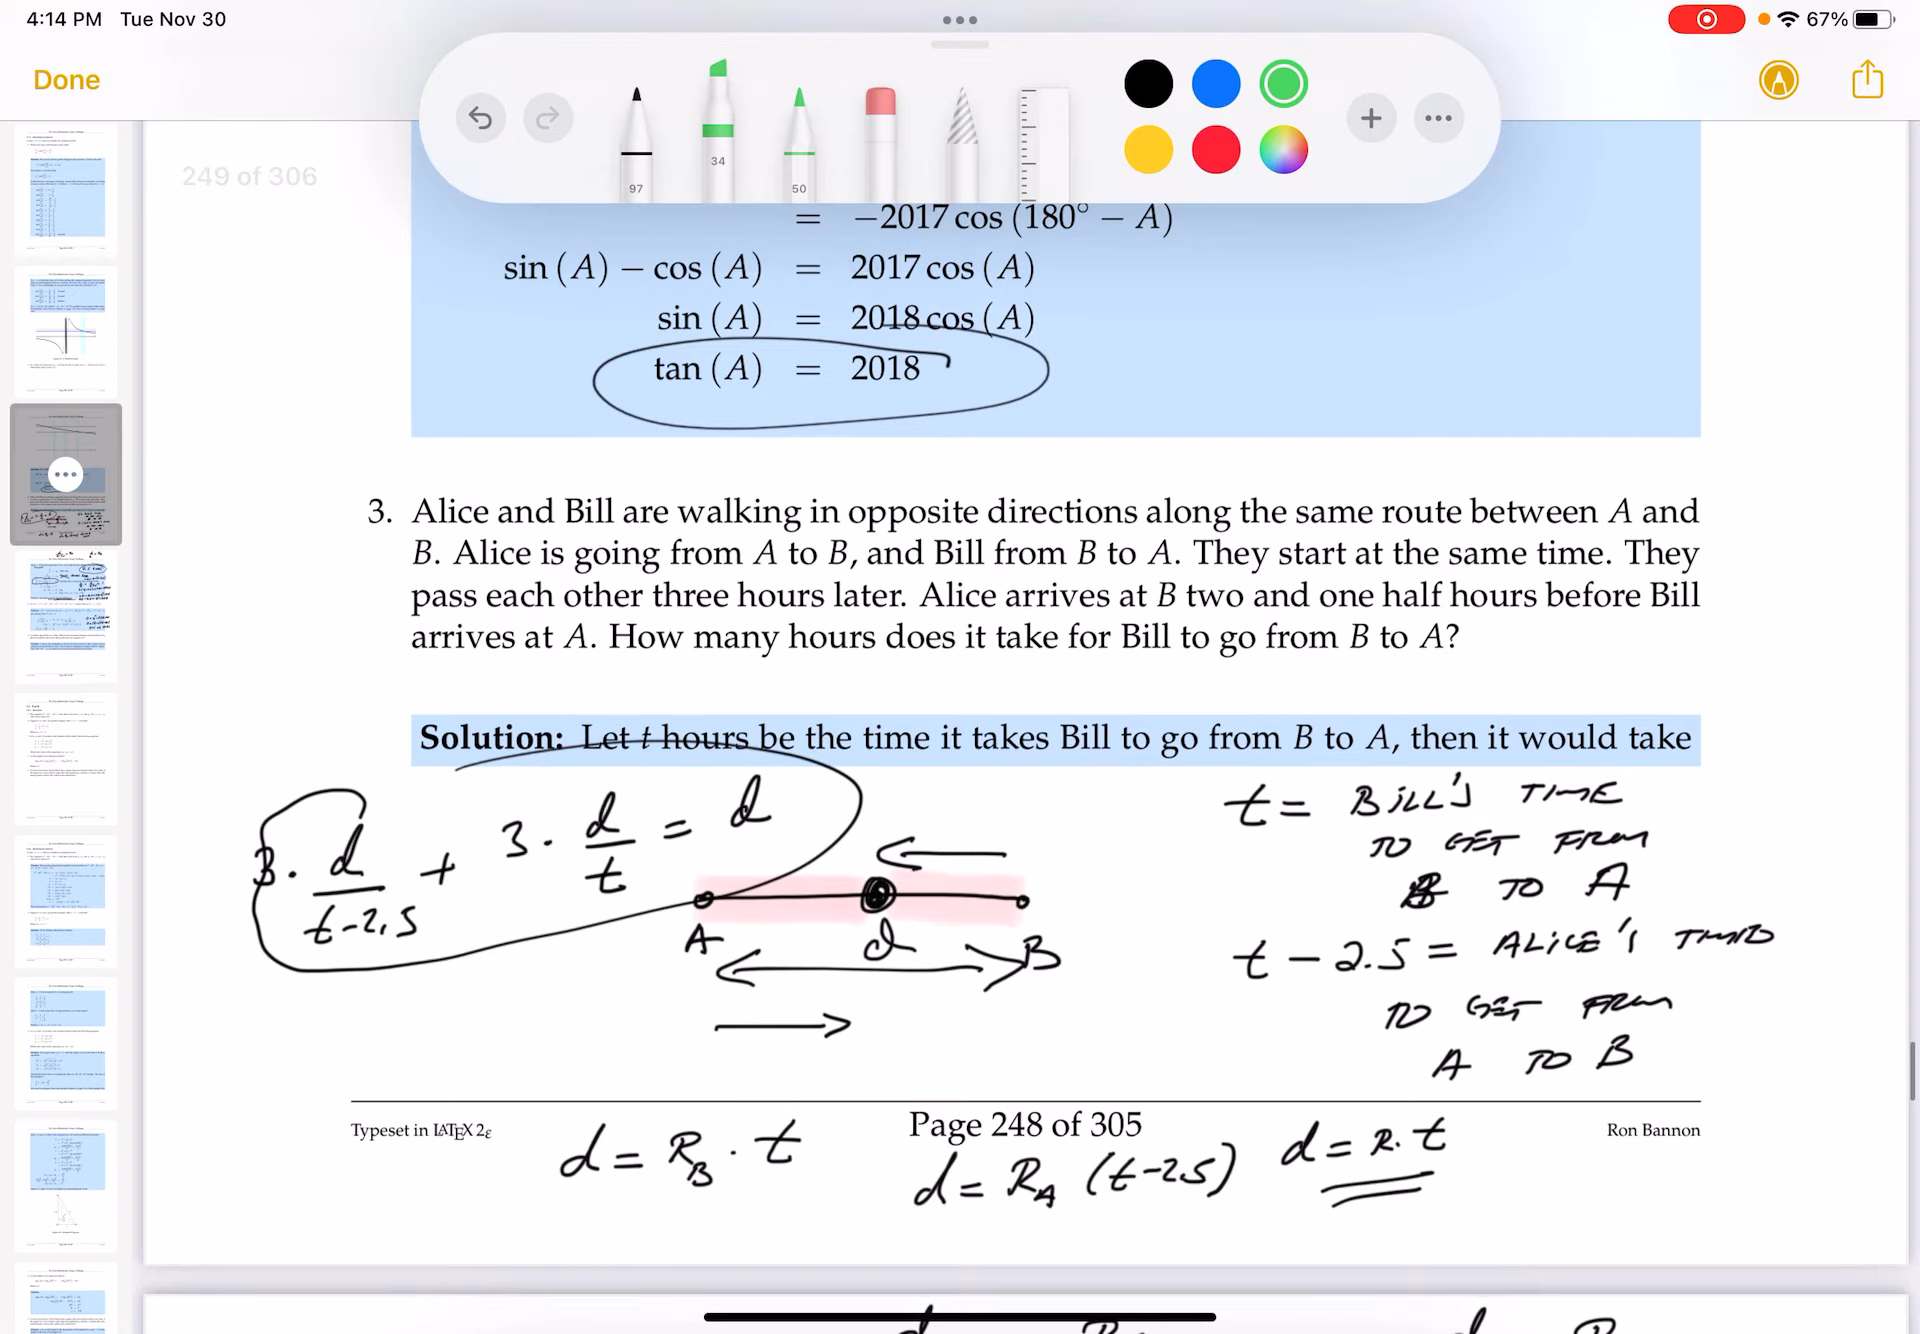 4:14 PM Tue Nov 30
67%
Done
97
34
50
249 of 306
= −2017 cos (180° − A)
sin (A) − cos (A) = 2017 cos (A)
sin (A) = 2018 cos (A)
tan (A) = 2018
3. Alice and Bill are walking in opposite directions along the same route between A and
B. Alice is going from A to B, and Bill from B to A. They start at the same time. They
pass each other three hours later. Alice arrives at B two and one half hours before Bill
arrives at A. How many hours does it take for Bill to go from B to A?
Solution: Let t hours be the time it takes Bill to go from B to A, then it would take
3 · d/(t-2.5) + 3 · d/t = d
A d B
t = BILL'S TIME
TO GET FROM
B TO A
t - 2.5 = ALICE'S
TO GET FROM
A TO B
Typeset in LATEX 2ε
Page 248 of 305
Ron Bannon
d = R_B · t
d = R_A (t-2.5)
d = R · t